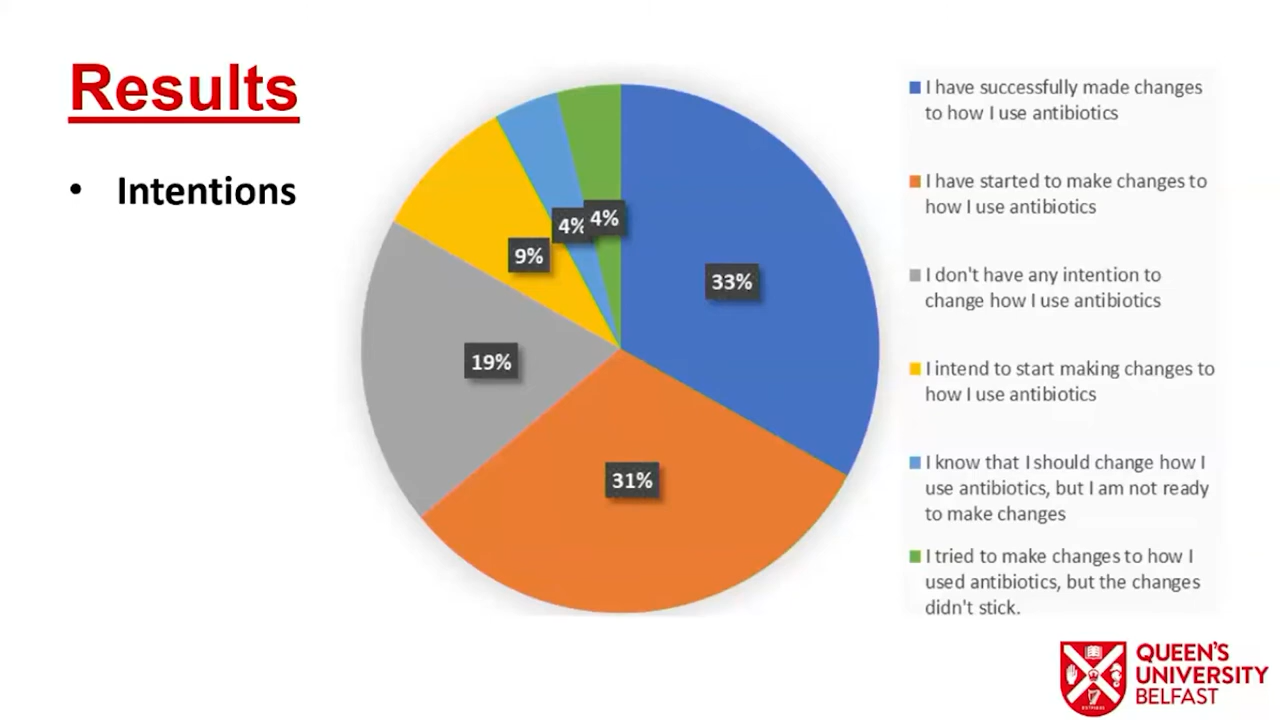 Results
• Intentions
33%
31%
19%
9%
4%
4%
I have successfully made changes
to how I use antibiotics
I have started to make changes to
how I use antibiotics
I don't have any intention to
change how I use antibiotics
I intend to start making changes to
how I use antibiotics
I know that I should change how I
use antibiotics, but I am not ready
to make changes
I tried to make changes to how I
used antibiotics, but the changes
didn't stick.
QUEEN'S
UNIVERSITY
BELFAST